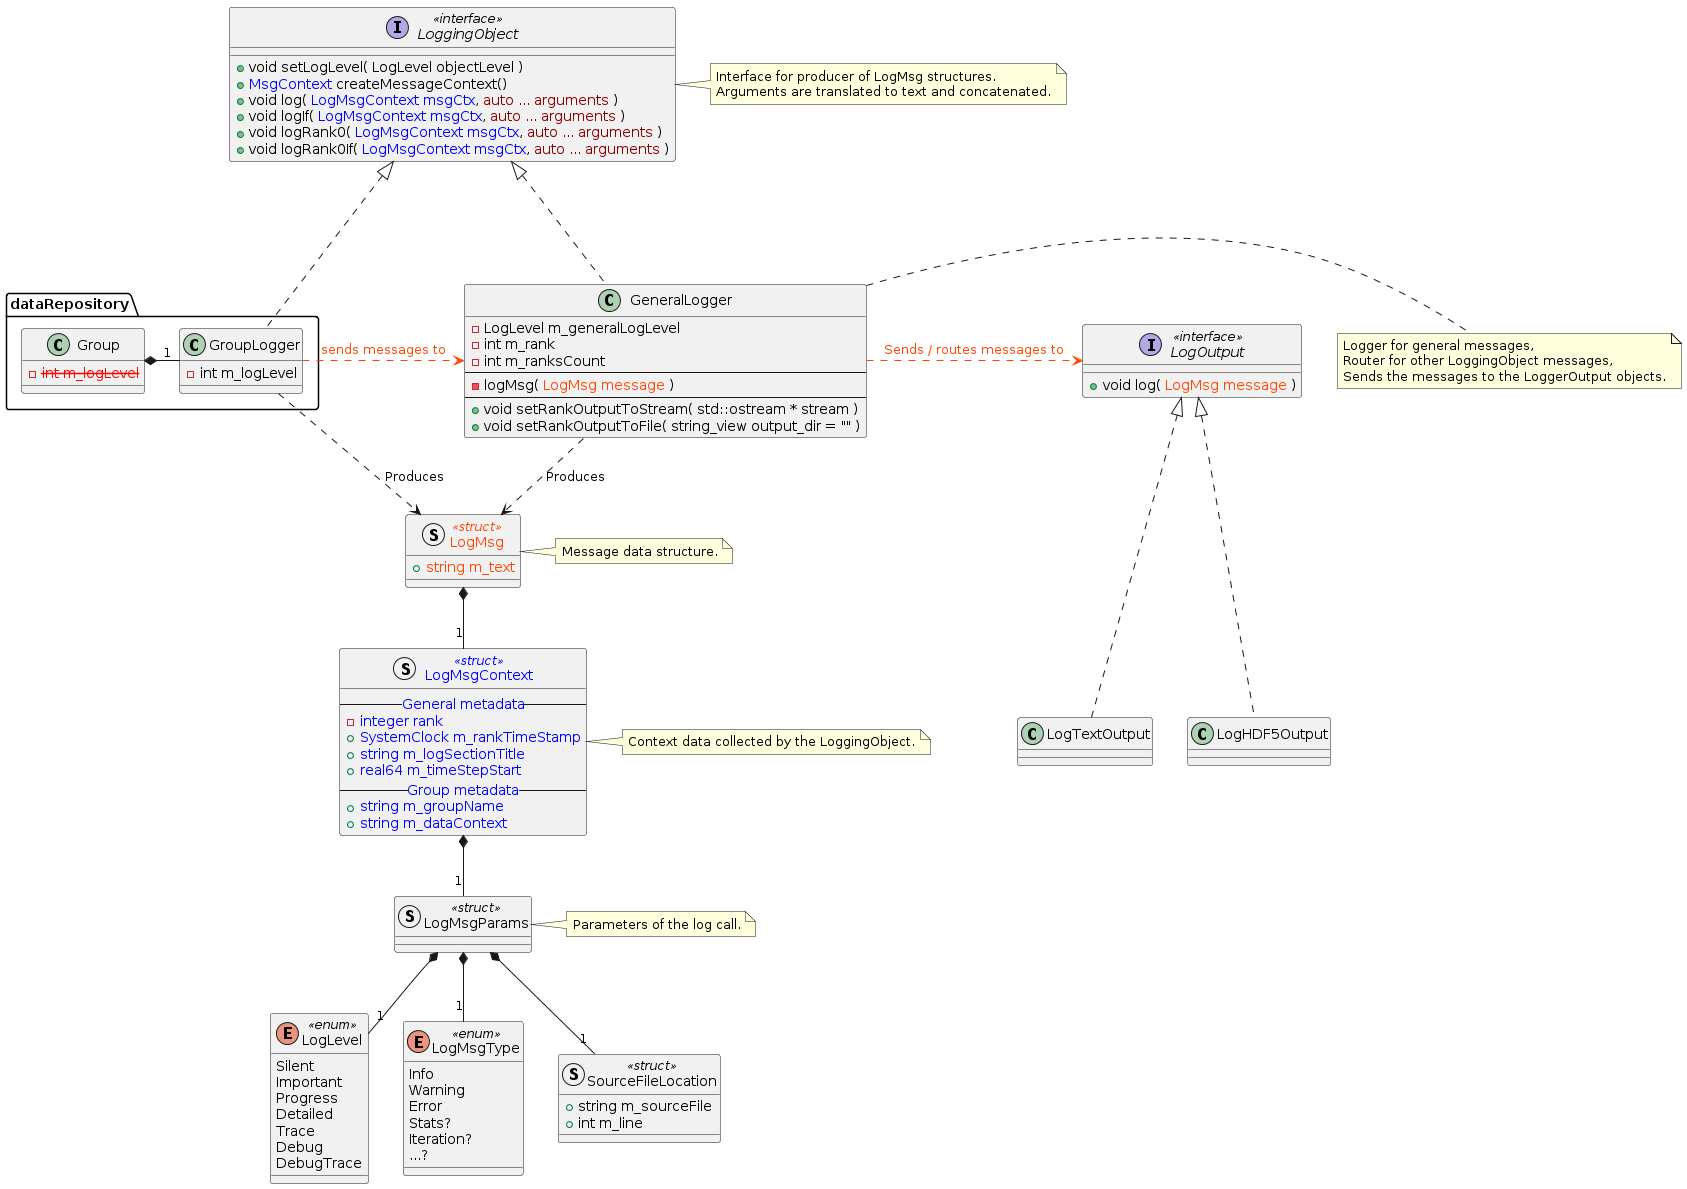 I
«interface»
LoggingObject
void setLogLevel( LogLevel objectLevel )
MsgContext createMessageContext()
void log( LogMsgContext msgCtx, auto ... arguments )
void logIf( LogMsgContext msgCtx, auto ... arguments )
void logRank0( LogMsgContext msgCtx, auto ... arguments )
void logRank0If( LogMsgContext msgCtx, auto ... arguments )
Interface for producer of LogMsg structures.
Arguments are translated to text and concatenated.
dataRepository
C Group
int m_logLevel
1
C GroupLogger
int m_logLevel
sends messages to
C GeneralLogger
LogLevel m_generalLogLevel
int m_rank
int m_ranksCount
logMsg( LogMsg message )
void setRankOutputToStream( std::ostream * stream )
void setRankOutputToFile( string_view output_dir = "" )
Sends / routes messages to
I
«interface»
LogOutput
void log( LogMsg message )
Logger for general messages,
Router for other LoggingObject messages,
Sends the messages to the LoggerOutput objects.
Produces
Produces
S
«struct»
LogMsg
string m_text
Message data structure.
1
S
«struct»
LogMsgContext
General metadata
integer rank
SystemClock m_rankTimeStamp
string m_logSectionTitle
real64 m_timeStepStart
Group metadata
string m_groupName
string m_dataContext
Context data collected by the LoggingObject.
C LogTextOutput
C LogHDF5Output
1
S
«struct»
LogMsgParams
Parameters of the log call.
1
1
1
E
«enum»
LogLevel
Silent
Important
Progress
Detailed
Trace
Debug
DebugTrace
E
«enum»
LogMsgType
Info
Warning
Error
Stats?
Iteration?
...?
S
«struct»
SourceFileLocation
string m_sourceFile
int m_line